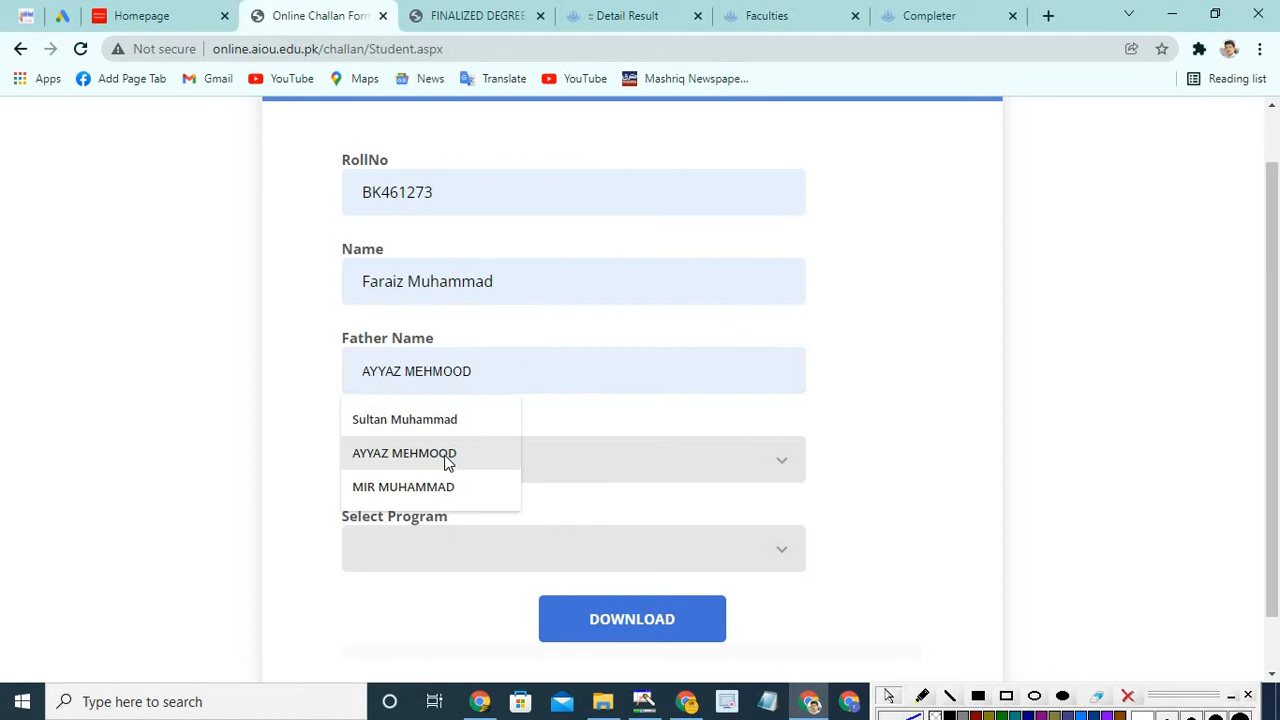 Homepage
Online Challan Form
FINALIZED DEGREE
:: Detail Result
Faculties
Completer
Not secure
online.aiou.edu.pk/challan/Student.aspx
Apps
Add Page Tab
Gmail
YouTube
Maps
News
Translate
YouTube
Mashriq Newspape...
Reading list
RollNo
BK461273
Name
Faraiz Muhammad
Father Name
AYYAZ MEHMOOD
Sultan Muhammad
AYYAZ MEHMOOD
MIR MUHAMMAD
Select Program
DOWNLOAD
Type here to search